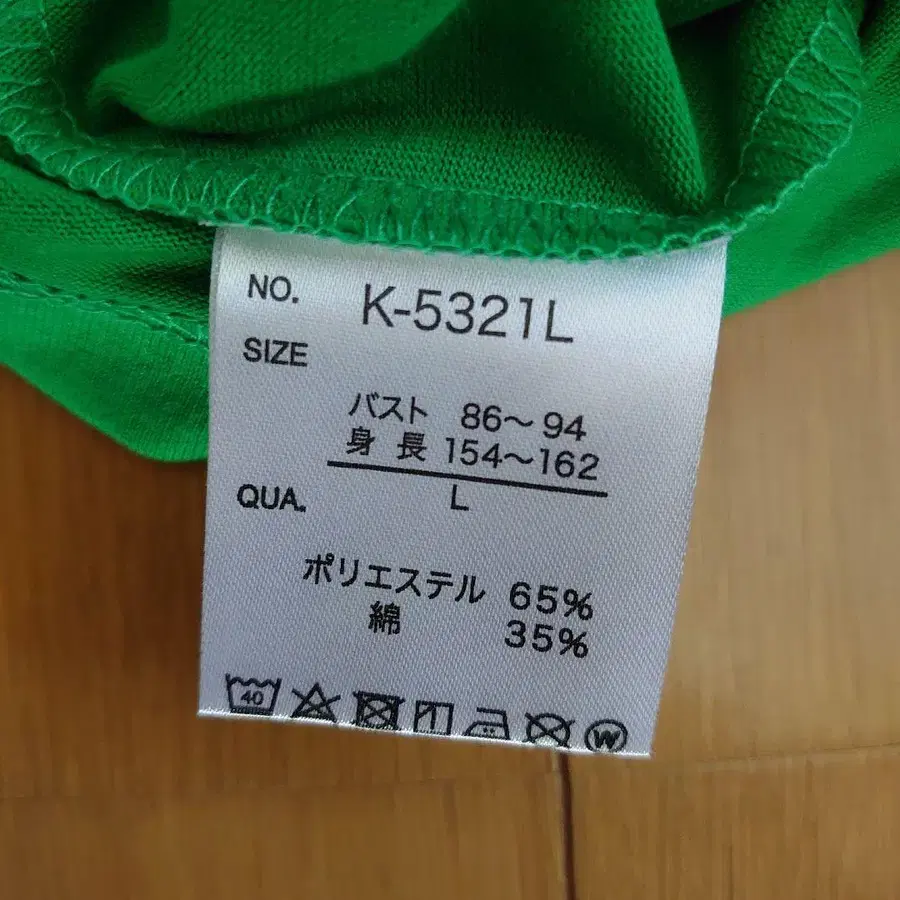 NO. K-5321L
SIZE
バスト 86〜94
身長 154〜162
L
QUA.
ポリエステル 65%
綿 35%
40
W